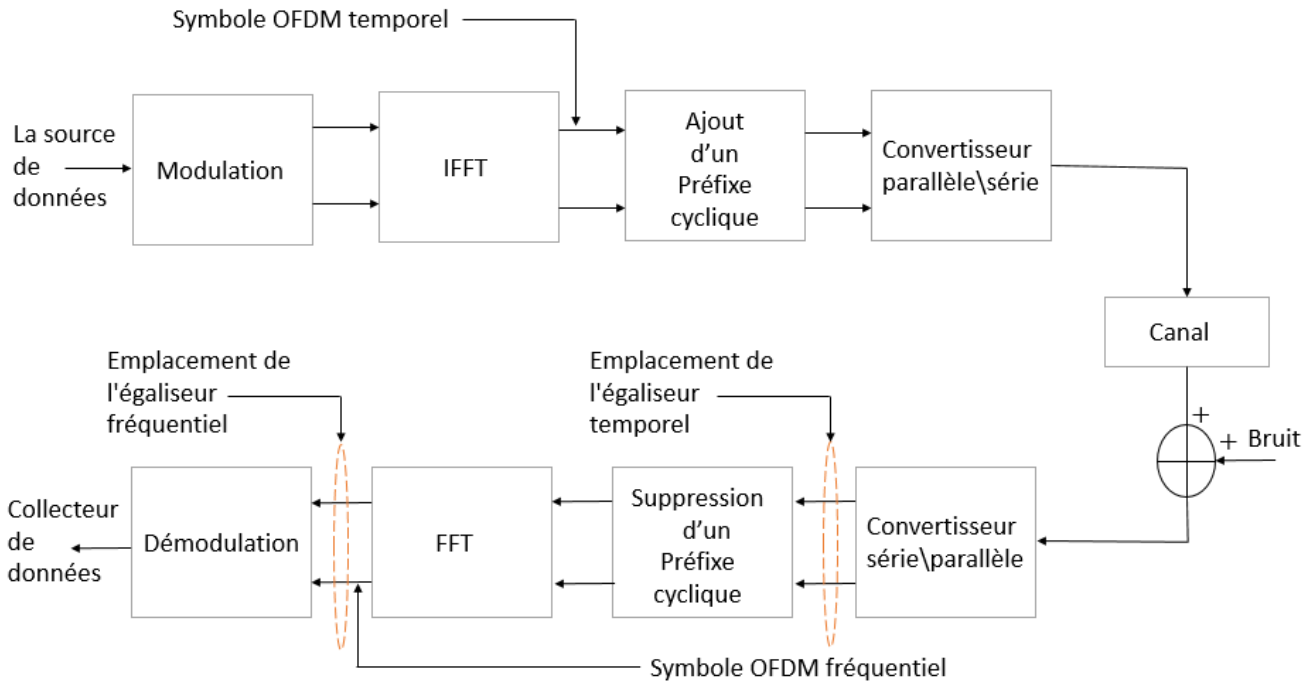 Symbole OFDM temporel
La source
de
données
Modulation
IFFT
Ajout
d’un
Préfixe
cyclique
Convertisseur
parallèle\série
Canal
+
+ Bruit
Emplacement de
l'égaliseur
fréquentiel
Emplacement de
l'égaliseur
temporel
Collecteur
de
données
Démodulation
FFT
Suppression
d’un
Préfixe
cyclique
Convertisseur
série\parallèle
Symbole OFDM fréquentiel